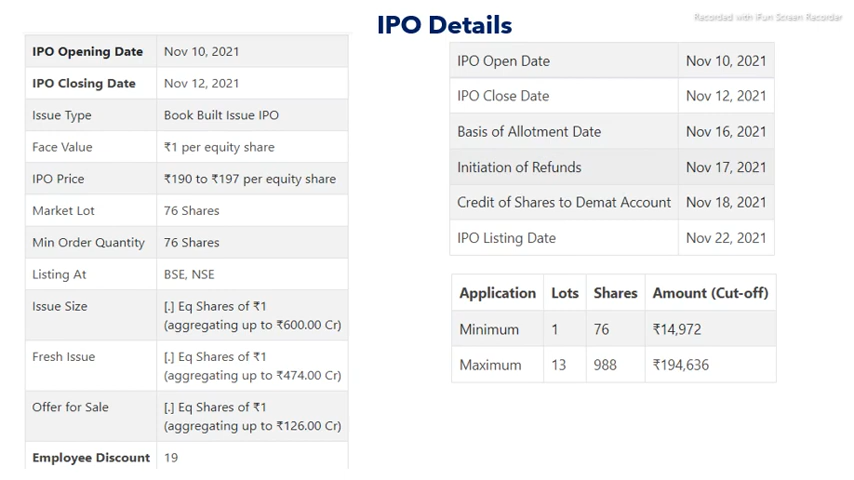 Recorded with iFun Screen Recorder
IPO Details
IPO Opening Date Nov 10, 2021
IPO Closing Date Nov 12, 2021
Issue Type Book Built Issue IPO
Face Value ₹1 per equity share
IPO Price ₹190 to ₹197 per equity share
Market Lot 76 Shares
Min Order Quantity 76 Shares
Listing At BSE, NSE
Issue Size [.] Eq Shares of ₹1
(aggregating up to ₹600.00 Cr)
Fresh Issue [.] Eq Shares of ₹1
(aggregating up to ₹474.00 Cr)
Offer for Sale [.] Eq Shares of ₹1
(aggregating up to ₹126.00 Cr)
Employee Discount 19
IPO Open Date Nov 10, 2021
IPO Close Date Nov 12, 2021
Basis of Allotment Date Nov 16, 2021
Initiation of Refunds Nov 17, 2021
Credit of Shares to Demat Account Nov 18, 2021
IPO Listing Date Nov 22, 2021
Application Lots Shares Amount (Cut-off)
Minimum 1 76 ₹14,972
Maximum 13 988 ₹194,636